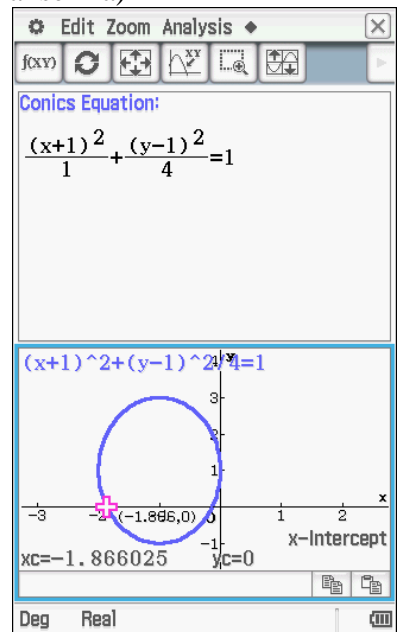 Edit Zoom Analysis ◆
f(XY) XY
Conics Equation:
(x+1)^2/1+(y-1)^2/4=1
(x+1)^2+(y-1)^2/4=1
4 y
3
2
1
x
-3 -2 (-1.866,0) 0 1 2
-1 x-Intercept
xc=-1.866025 yc=0
Deg Real